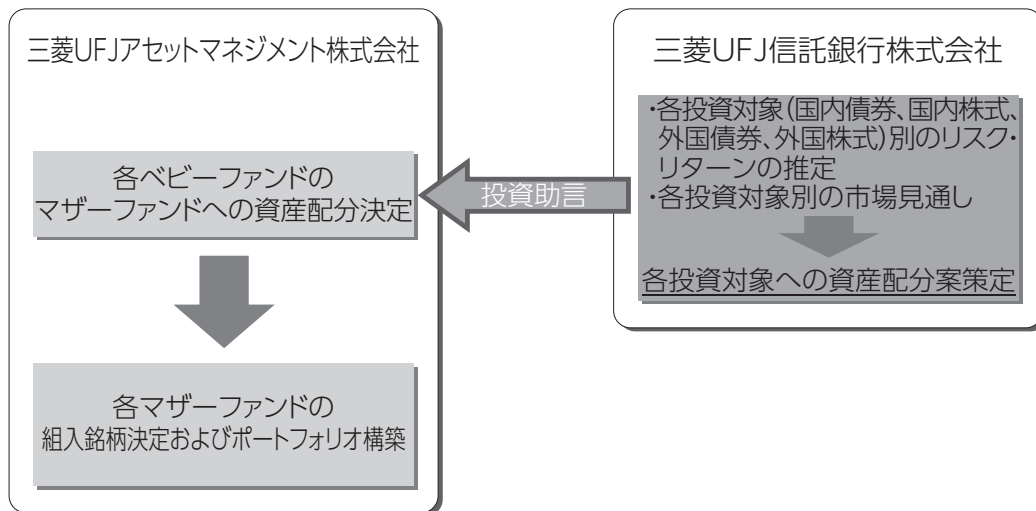 三菱UFJアセットマネジメント株式会社
各ベビーファンドの
マザーファンドへの資産配分決定
各マザーファンドの
組入銘柄決定およびポートフォリオ構築
投資助言
三菱UFJ信託銀行株式会社
・各投資対象(国内債券、国内株式、
外国債券、外国株式)別のリスク・
リターンの推定
・各投資対象別の市場見通し
各投資対象への資産配分案策定